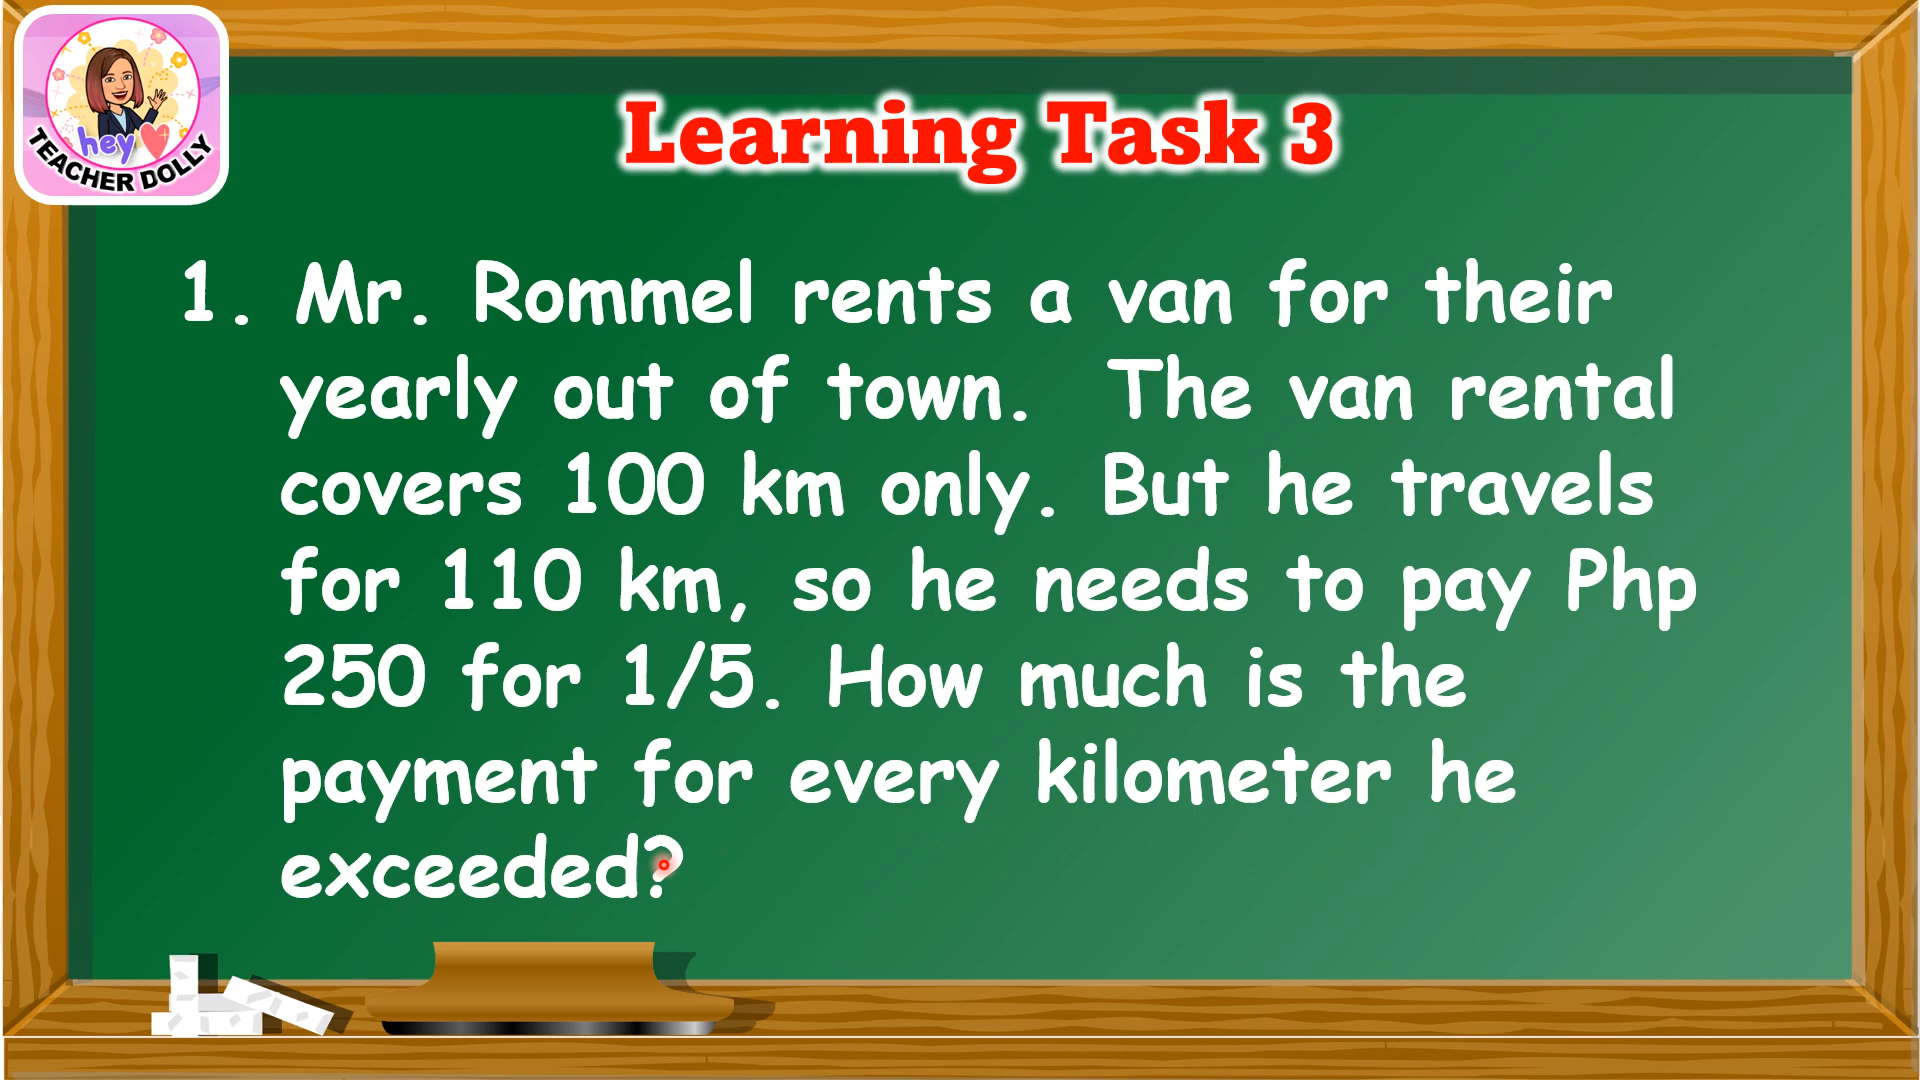 hey
TEACHER DOLLY
Learning Task 3
1. Mr. Rommel rents a van for their
yearly out of town. The van rental
covers 100 km only. But he travels
for 110 km, so he needs to pay Php
250 for 1/5. How much is the
payment for every kilometer he
exceeded?